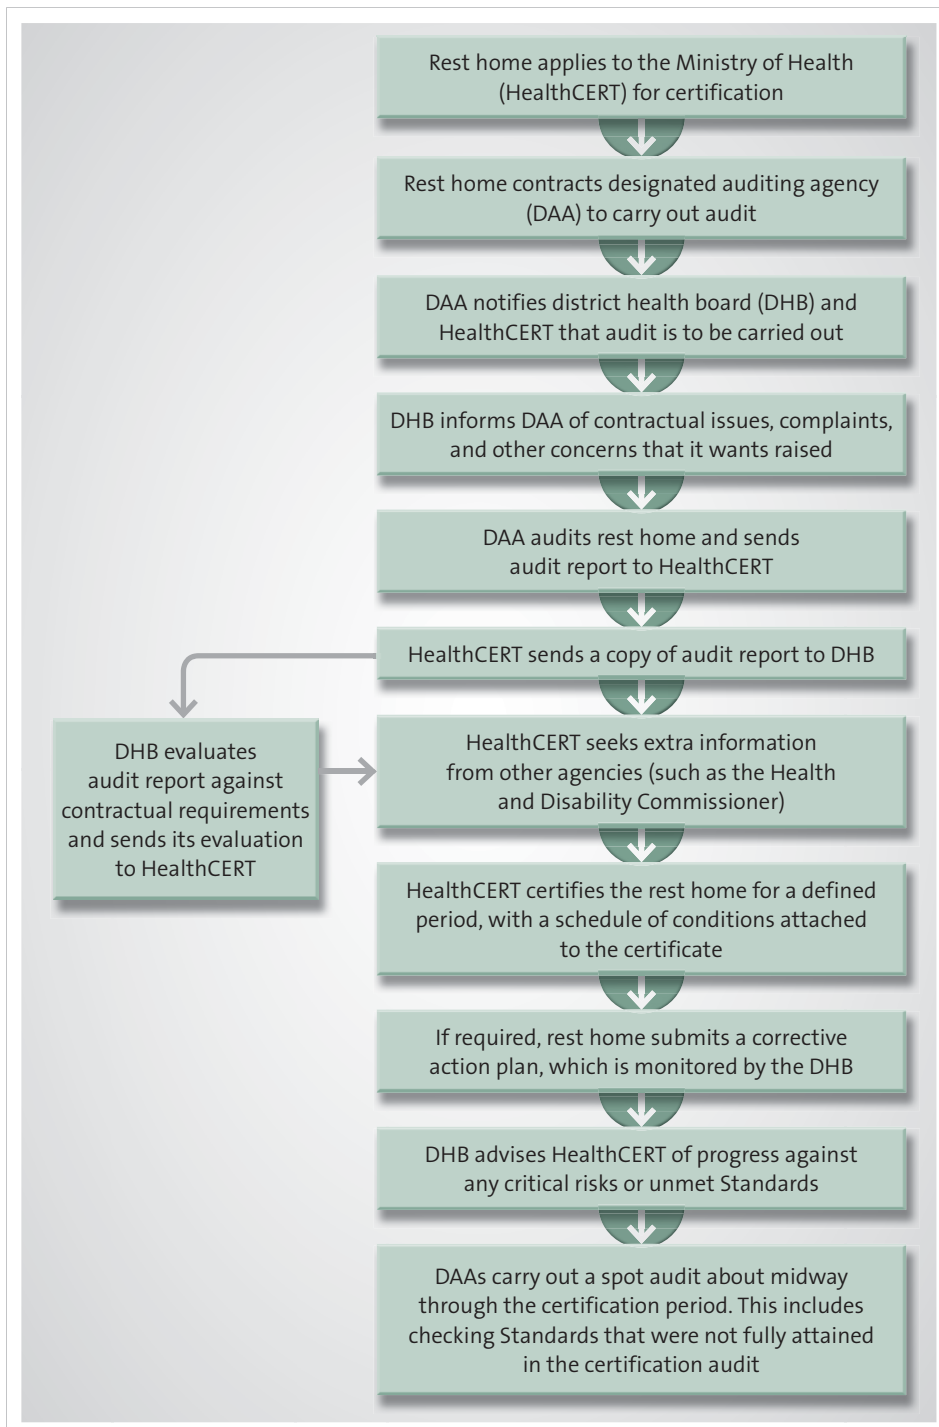 Rest home applies to the Ministry of Health
(HealthCERT) for certification
Rest home contracts designated auditing agency
(DAA) to carry out audit
DAA notifies district health board (DHB) and
HealthCERT that audit is to be carried out
DHB informs DAA of contractual issues, complaints,
and other concerns that it wants raised
DAA audits rest home and sends
audit report to HealthCERT
HealthCERT sends a copy of audit report to DHB
DHB evaluates
audit report against
contractual requirements
and sends its evaluation
to HealthCERT
HealthCERT seeks extra information
from other agencies (such as the Health
and Disability Commissioner)
HealthCERT certifies the rest home for a defined
period, with a schedule of conditions attached
to the certificate
If required, rest home submits a corrective
action plan, which is monitored by the DHB
DHB advises HealthCERT of progress against
any critical risks or unmet Standards
DAAs carry out a spot audit about midway
through the certification period. This includes
checking Standards that were not fully attained
in the certification audit